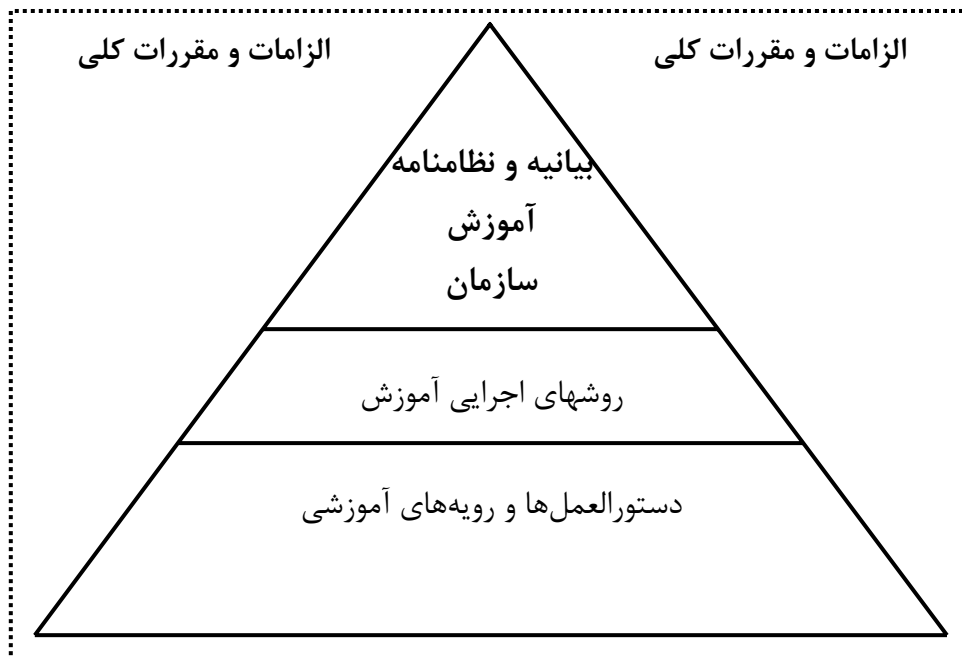 الزامات و مقررات کلی
الزامات و مقررات کلی
بیانیه و نظامنامه
آموزش
سازمان
روشهای اجرایی آموزش
دستورالعمل‌ها و رویه‌های آموزشی